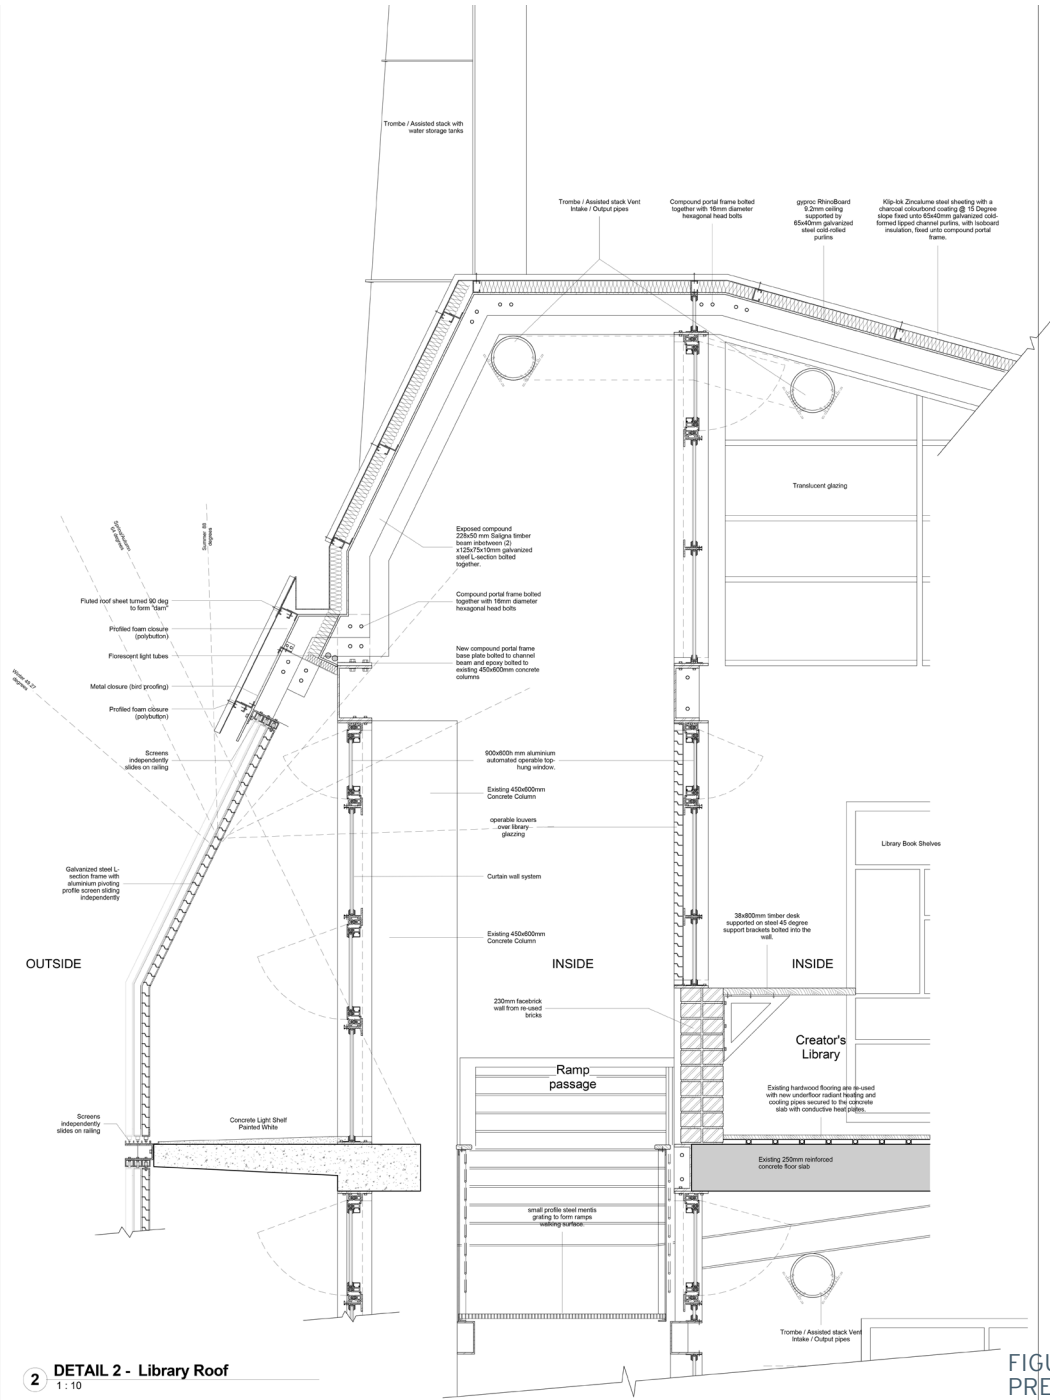 Trombe / Assisted stack with
water storage tanks
Trombe / Assisted stack Vent
Intake / Output pipes
Compound portal frame bolted
together with 16mm diameter
hexagonal head bolts
gyproc RhinoBoard
9.2mm ceiling
supported by
65x40mm galvanized
steel cold-rolled
purlins
Klip-lok Zincalume steel sheeting with a
charcoal colourbond coating @ 15 Degree
slope fixed unto 65x40mm galvanized cold-
formed lipped channel purlins, with Isoboard
insulation, fixed unto compound portal
frame.
Translucent glazing
Spring/Autumn
64 degrees
Summer 88
degrees
Winter 45.27
degrees
Exposed compound
228x50 mm Saligna timber
beam inbetween (2)
x125x75x10mm galvanized
steel L-section bolted
together.
Compound portal frame bolted
together with 16mm diameter
hexagonal head bolts
New compound portal frame
base plate bolted to channel
beam and epoxy bolted to
existing 450x600mm concrete
columns
Fluted roof sheet turned 90 deg
to form "dam"
Profiled foam closure
(polybutton)
Florescent light tubes
Metal closure (bird proofing)
Profiled foam closure
(polybutton)
Screens
independently
slides on railing
900x600h mm aluminium
automated operable top-
hung window.
Existing 450x600mm
Concrete Column
operable louvers
over library
glazzing
Library Book Shelves
Galvanized steel L-
section frame with
aluminium pivoting
profile screen sliding
independently
Curtain wall system
38x800mm timber desk
supported on steel 45 degree
support brackets bolted into the
wall.
Existing 450x600mm
Concrete Column
OUTSIDE
INSIDE
INSIDE
230mm facebrick
wall from re-used
bricks
Creator's
Library
Ramp
passage
Existing hardwood flooring are re-used
with new underfloor radiant heating and
cooling pipes secured to the concrete
slab with conductive heat plates.
Screens
independently
slides on railing
Concrete Light Shelf
Painted White
Existing 250mm reinforced
concrete floor slab
small profile steel mentis
grating to form ramps
walking surface.
Trombe / Assisted stack Vent
Intake / Output pipes
2
DETAIL 2 - Library Roof
1 : 10
FIGU
PRE